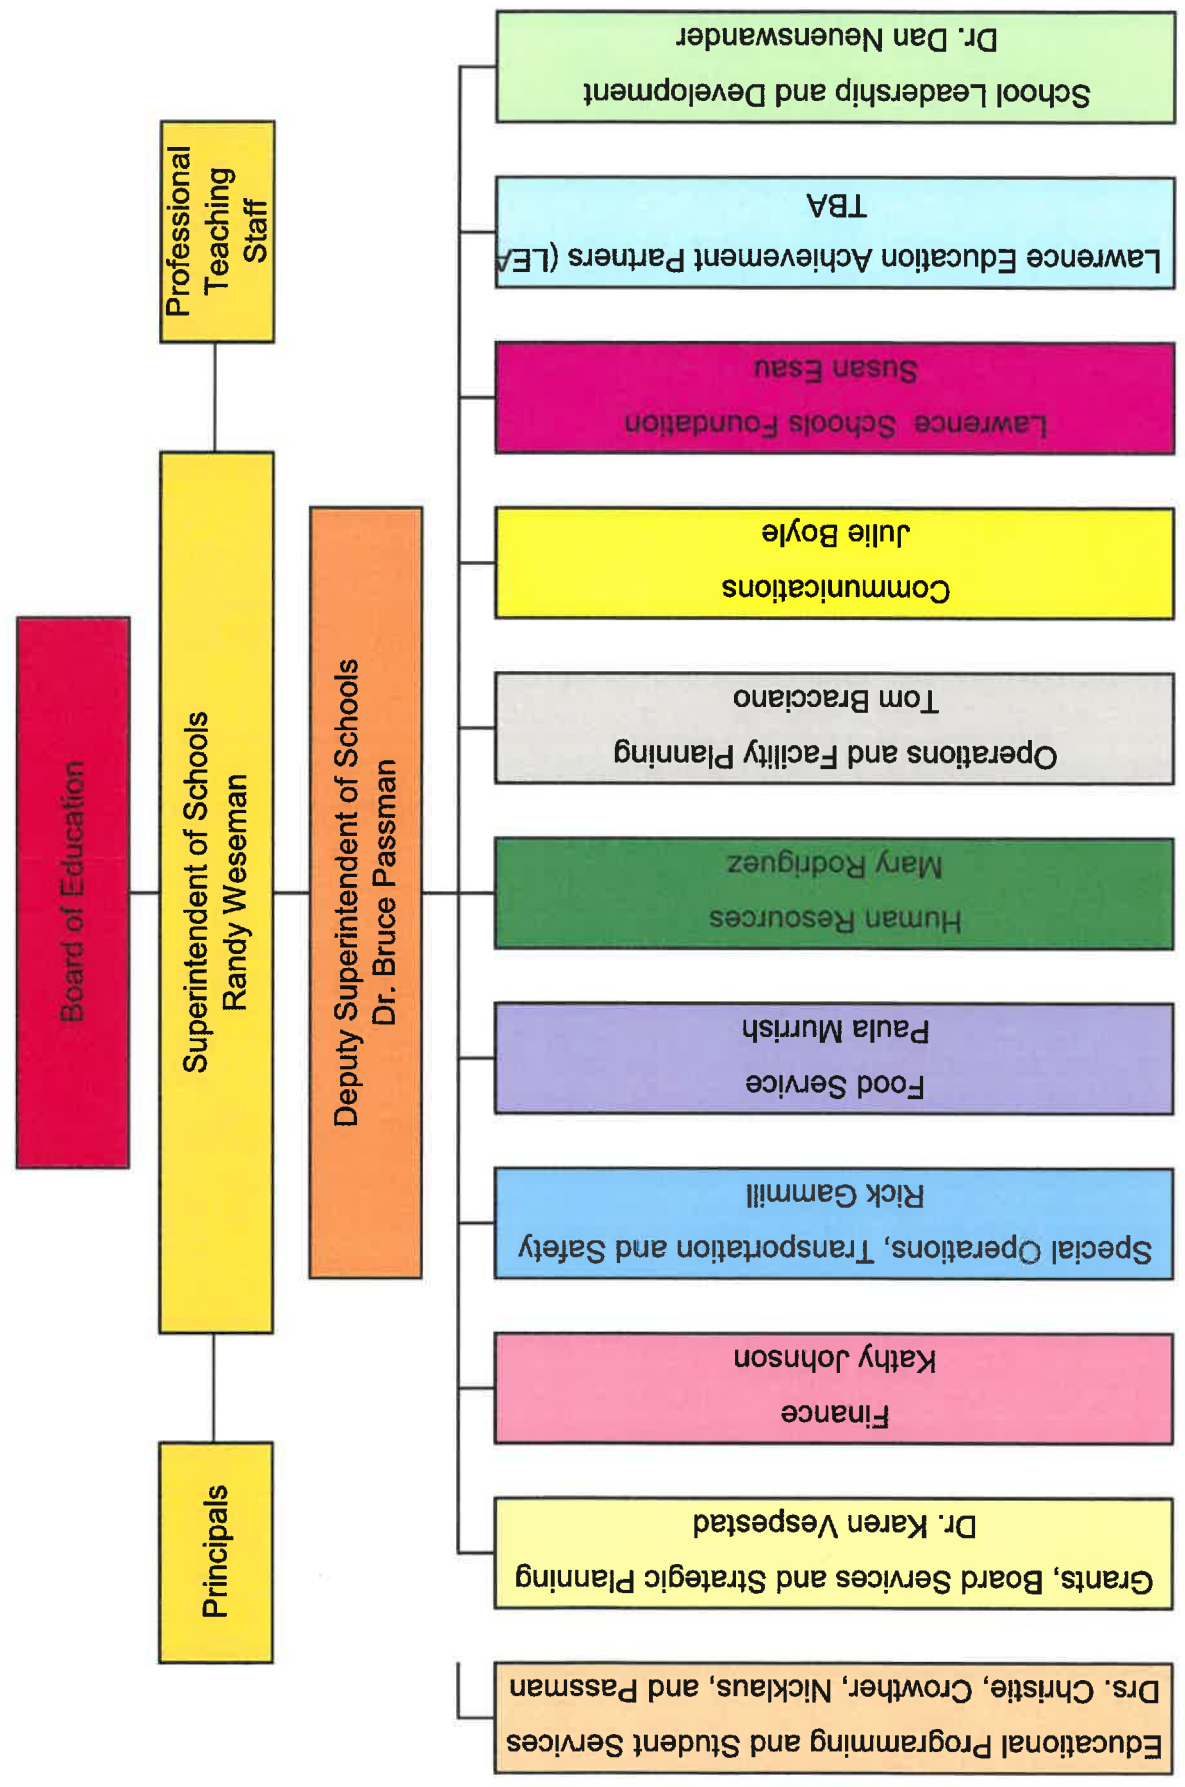 Board of Education
Principals
Superintendent of Schools
Randy Weseman
Professional
Teaching
Staff
Deputy Superintendent of Schools
Dr. Bruce Passman
Educational Programming and Student Services
Drs. Christie, Crowther, Nicklaus, and Passman
Grants, Board Services and Strategic Planning
Dr. Karen Vespestad
Finance
Kathy Johnson
Special Operations, Transportation and Safety
Rick Gammill
Food Service
Paula Murrish
Human Resources
Mary Rodriguez
Operations and Facility Planning
Tom Bracciano
Communications
Julie Boyle
Lawrence Schools Foundation
Susan Esau
Lawrence Education Achievement Partners (LEA
TBA
School Leadership and Development
Dr. Dan Neuenswander